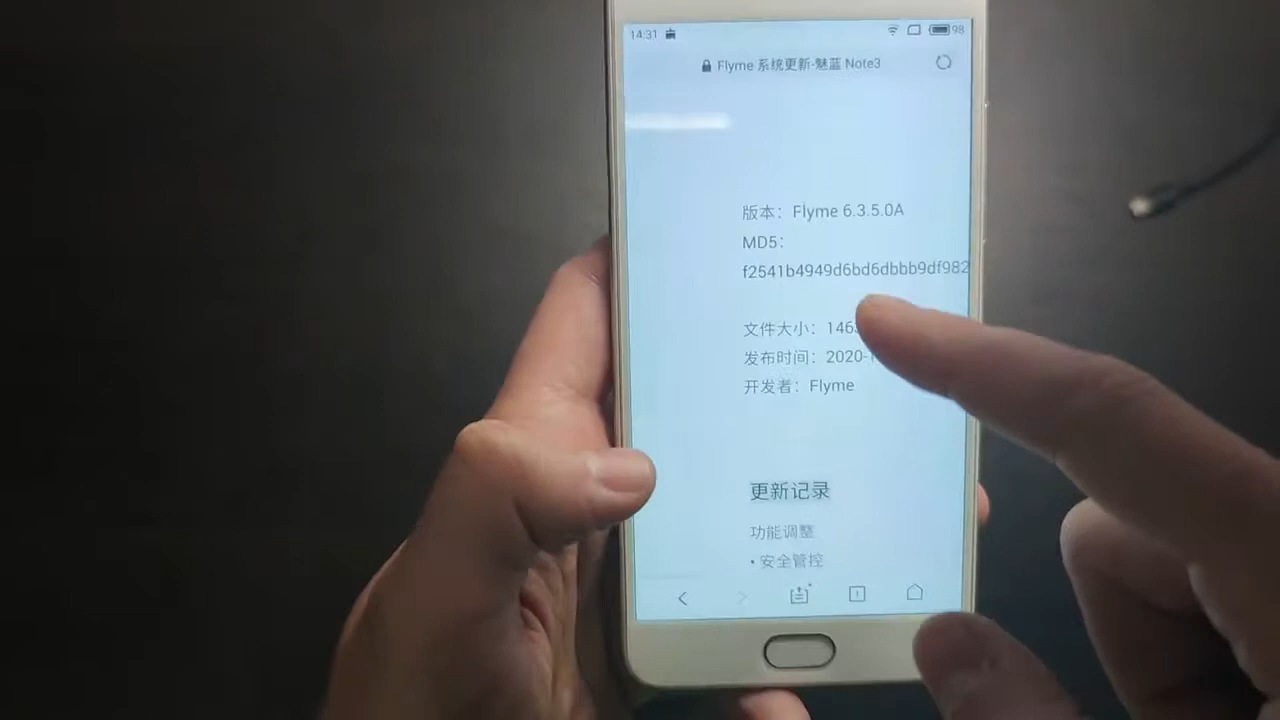 14:31
98
Flyme 系统更新-魅蓝 Note3
版本：Flyme 6.3.5.0A
MD5：
f2541b4949d6bd6dbbb9df982
文件大小：146
发布时间：2020-
开发者：Flyme
更新记录
功能调整
• 安全管控